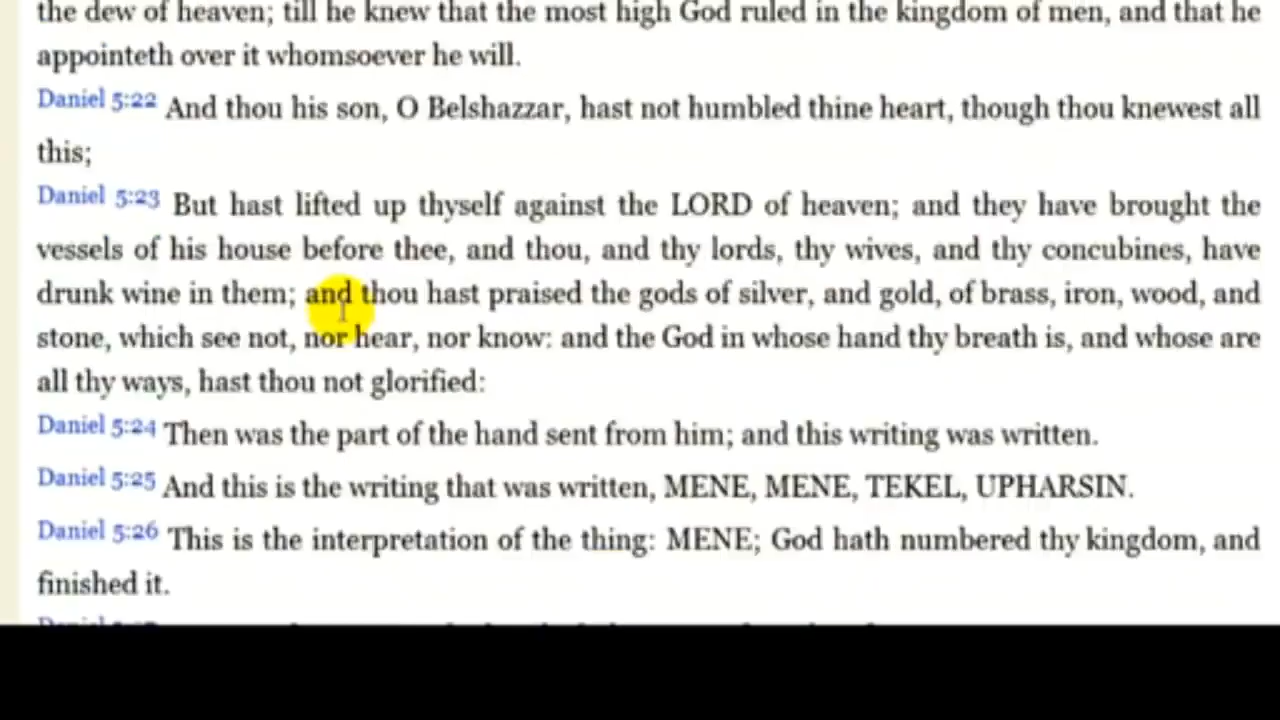 the dew of heaven; till he knew that the most high God ruled in the kingdom of men, and that he
appointeth over it whomsoever he will.
Daniel 5:22 And thou his son, O Belshazzar, hast not humbled thine heart, though thou knewest all
this;
Daniel 5:23 But hast lifted up thyself against the LORD of heaven; and they have brought the
vessels of his house before thee, and thou, and thy lords, thy wives, and thy concubines, have
drunk wine in them; and thou hast praised the gods of silver, and gold, of brass, iron, wood, and
stone, which see not, nor hear, nor know: and the God in whose hand thy breath is, and whose are
all thy ways, hast thou not glorified:
Daniel 5:24 Then was the part of the hand sent from him; and this writing was written.
Daniel 5:25 And this is the writing that was written, MENE, MENE, TEKEL, UPHARSIN.
Daniel 5:26 This is the interpretation of the thing: MENE; God hath numbered thy kingdom, and
finished it.